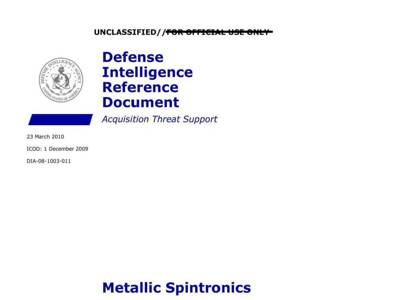 UNCLASSIFIED//FOR OFFICIAL USE ONLY
Defense
Intelligence
Reference
Document
Acquisition Threat Support
23 March 2010
ICOD: 1 December 2009
DIA-08-1003-011
Metallic Spintronics